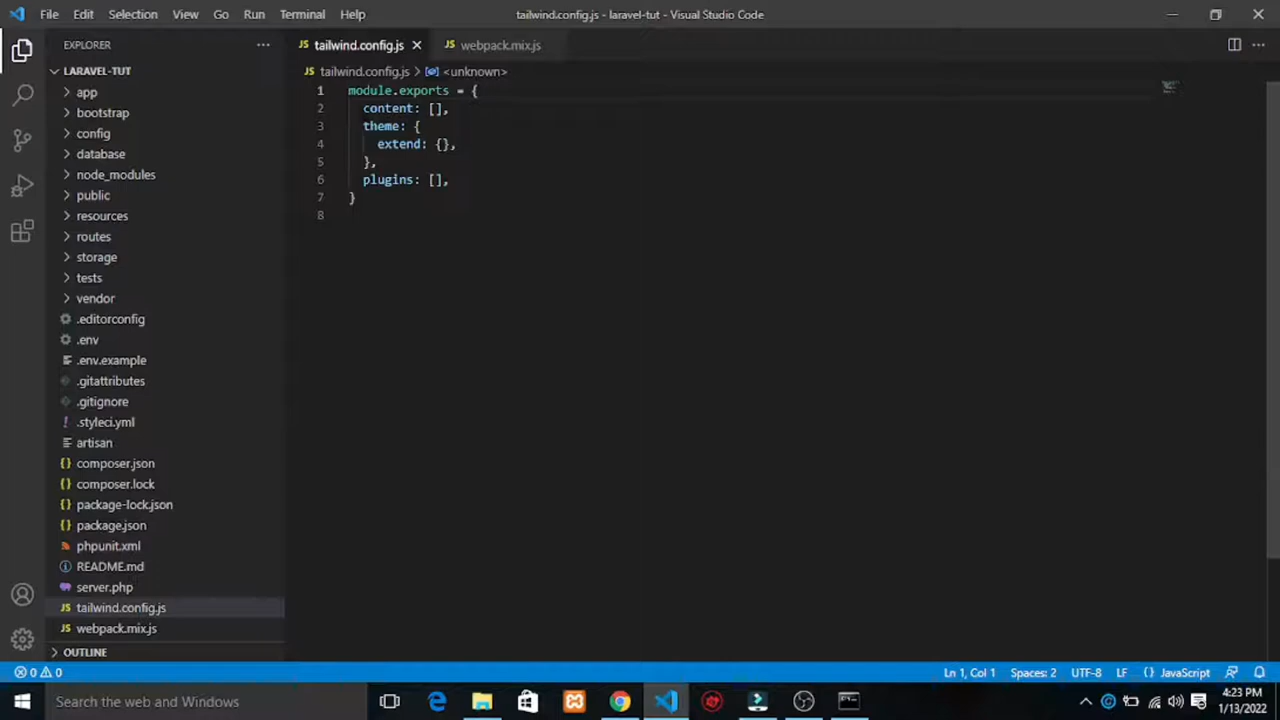 File Edit Selection View Go Run Terminal Help
tailwind.config.js - laravel-tut - Visual Studio Code
EXPLORER
LARAVEL-TUT
app
bootstrap
config
database
node_modules
public
resources
routes
storage
tests
vendor
.editorconfig
.env
.env.example
.gitattributes
.gitignore
.styleci.yml
artisan
composer.json
composer.lock
package-lock.json
package.json
phpunit.xml
README.md
server.php
tailwind.config.js
webpack.mix.js
OUTLINE
JS tailwind.config.js
JS webpack.mix.js
JS tailwind.config.js > <unknown>
1 module.exports = {
2 content: [],
3 theme: {
4 extend: {},
5 },
6 plugins: [],
7 }
8
0 0
Ln 1, Col 1 Spaces: 2 UTF-8 LF {} JavaScript
Search the web and Windows
4:23 PM
1/13/2022